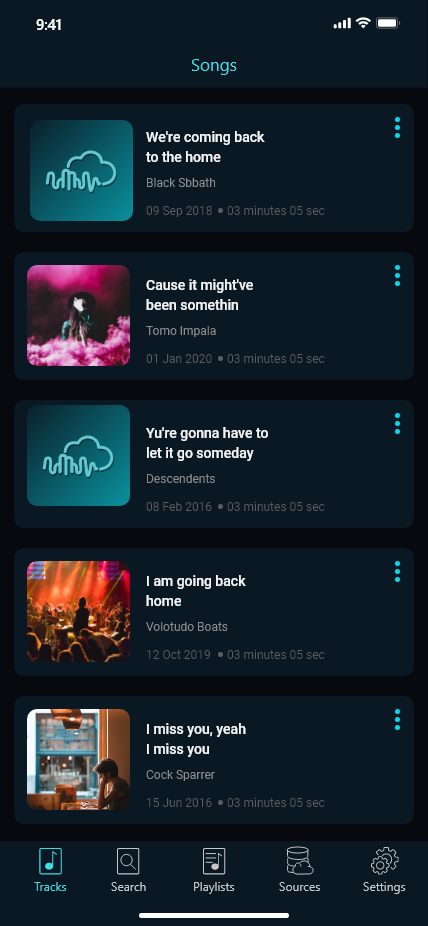 9:41
Songs
We're coming back
to the home
Black Sbbath
09 Sep 2018 ● 03 minutes 05 sec
Cause it might've
been somethin
Tomo Impala
01 Jan 2020 ● 03 minutes 05 sec
Yu're gonna have to
let it go someday
Descendents
08 Feb 2016 ● 03 minutes 05 sec
I am going back
home
Volotudo Boats
12 Oct 2019 ● 03 minutes 05 sec
I miss you, yeah
I miss you
Cock Sparrer
15 Jun 2016 ● 03 minutes 05 sec
Tracks Search Playlists Sources Settings